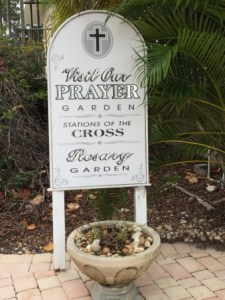 Visit Our
PRAYER
GARDEN
STATIONS OF THE
CROSS
Rosary
GARDEN